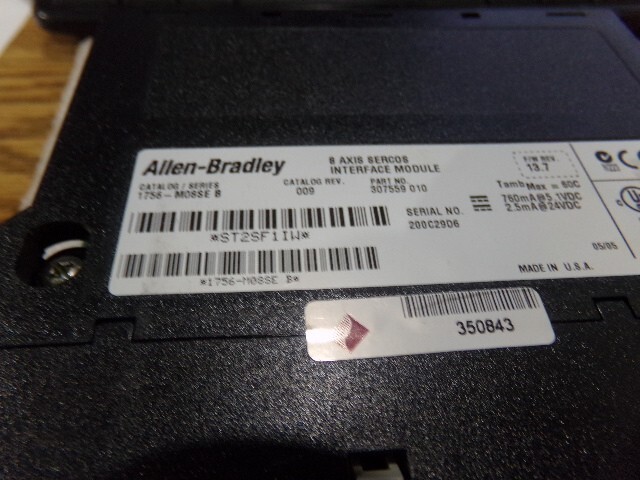 Allen-Bradley
8 AXIS SERCOS
INTERFACE MODULE
F/W REV.
13.7
CATALOG / SERIES
1756-M08SE B
CATALOG REV.
009
PART NO.
307559 010
Tamb Max = 60C
760mA@5.1VDC
2.5mA@24VDC
SERIAL NO.
200C29D6
*ST2SF1IW*
*1756-M08SE B*
05/05
MADE IN U.S.A.
350843